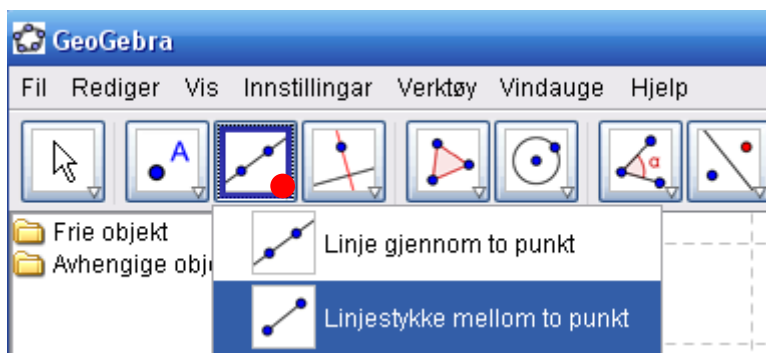 GeoGebra
Fil Rediger Vis Innstillingar Verktøy Vindauge Hjelp
A
α
Frie objekt
Avhengige obj
Linje gjennom to punkt
Linjestykke mellom to punkt